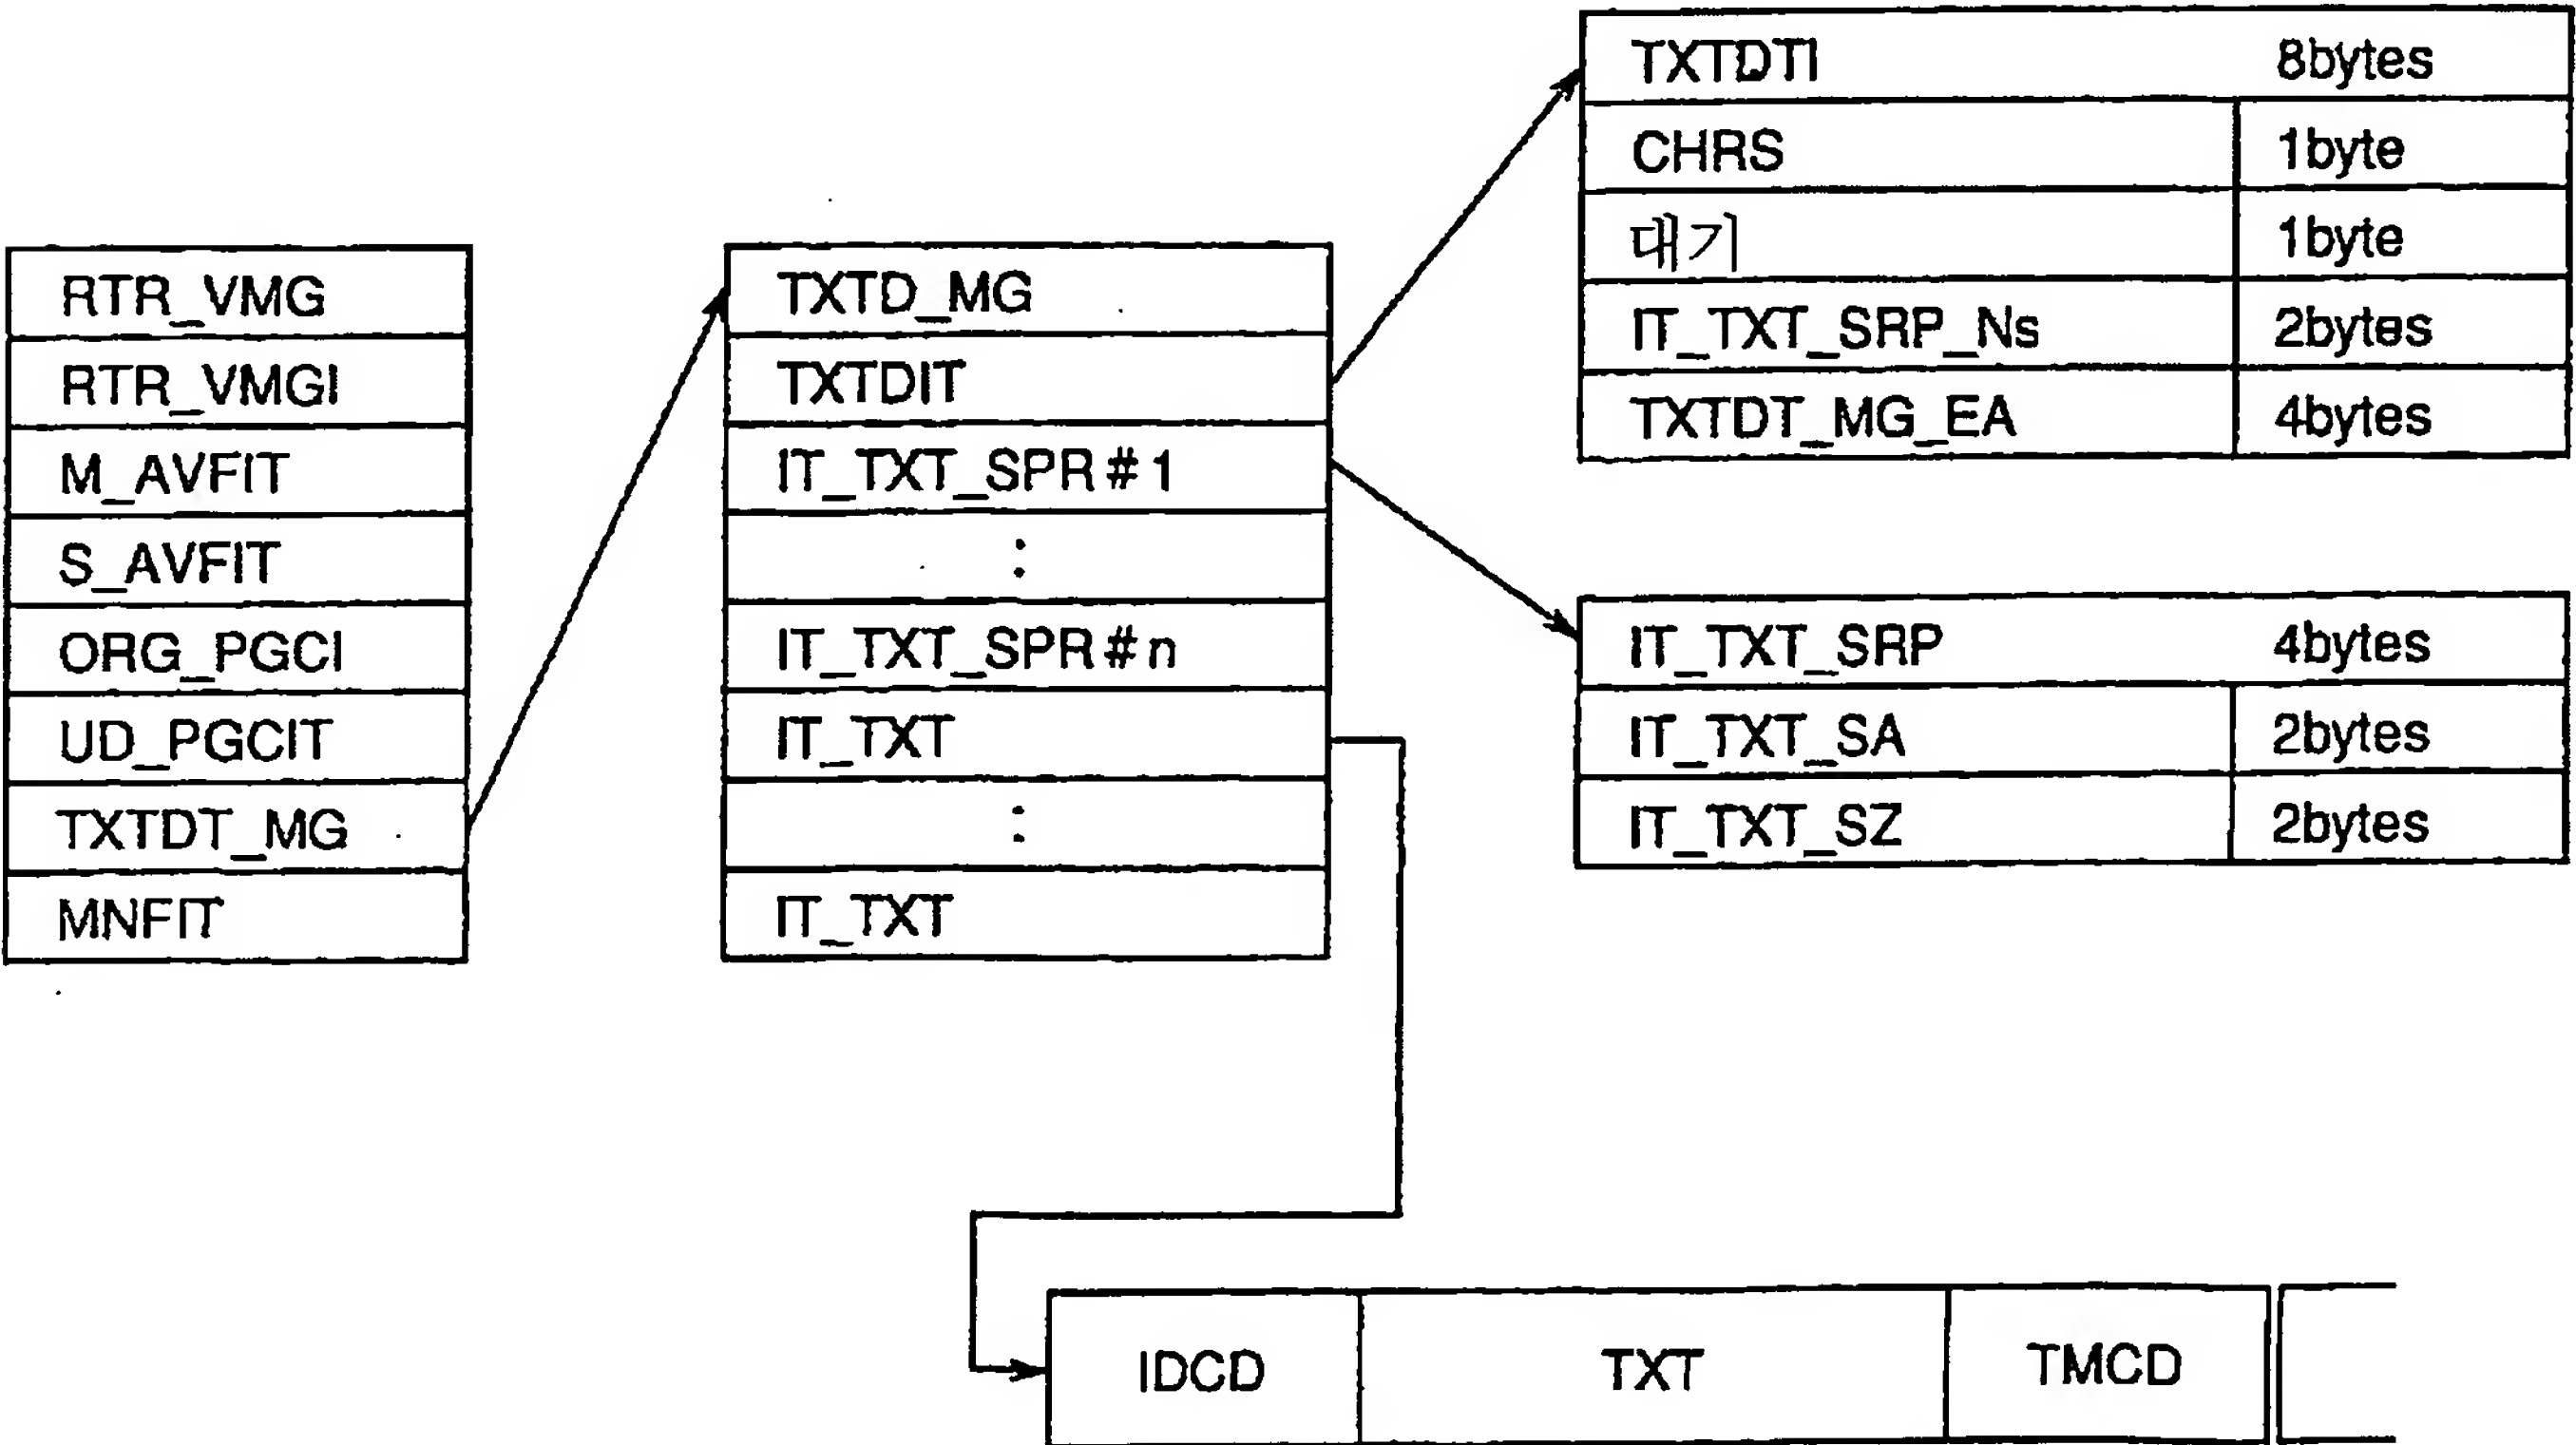 RTR_VMG
RTR_VMGI
M_AVFIT
S_AVFIT
ORG_PGCI
UD_PGCIT
TXTDT_MG
MNFIT
TXTD_MG
TXTDIT
IT_TXT_SPR # 1
:
IT_TXT_SPR # n
IT_TXT
:
IT_TXT
TXTDTI 8bytes
CHRS 1byte
대기 1byte
IT_TXT_SRP_Ns 2bytes
TXTDT_MG_EA 4bytes
IT_TXT_SRP 4bytes
IT_TXT_SA 2bytes
IT_TXT_SZ 2bytes
IDCD TXT TMCD